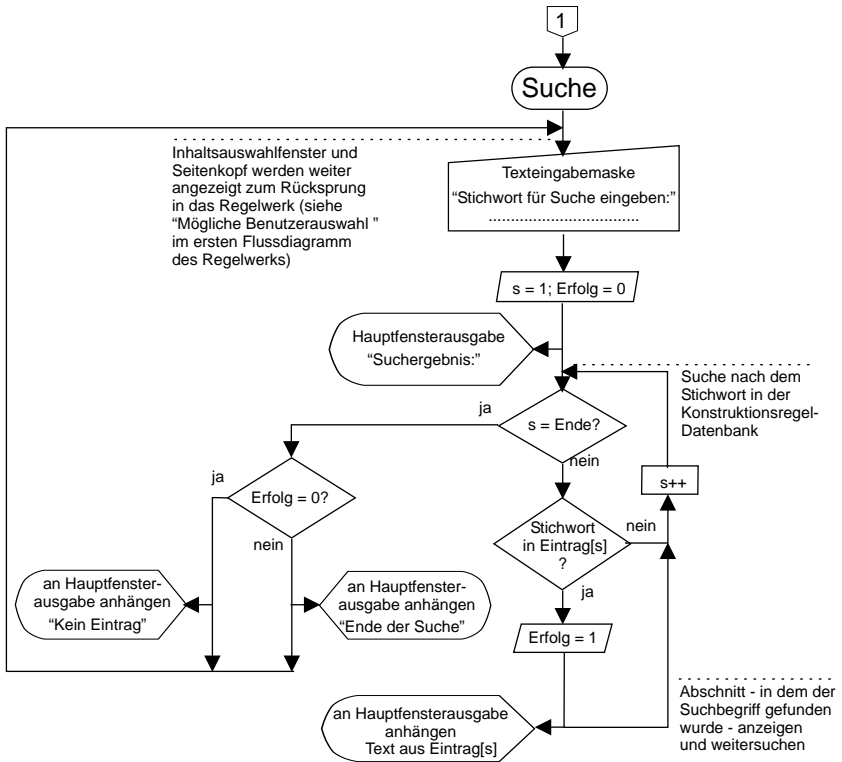 1
Suche
Inhaltsauswahlfenster und
Seitenkopf werden weiter
angezeigt zum Rücksprung
in das Regelwerk (siehe
“Mögliche Benutzerauswahl ”
im ersten Flussdiagramm
des Regelwerks)
Texteingabemaske
“Stichwort für Suche eingeben:”
..................................
s = 1; Erfolg = 0
Hauptfensterausgabe
“Suchergebnis:”
Suche nach dem
Stichwort in der
Konstruktionsregel-
Datenbank
ja
s = Ende?
nein
s++
ja
Erfolg = 0?
nein
Stichwort
in Eintrag[s]
?
nein
ja
an Hauptfenster-
ausgabe anhängen
“Kein Eintrag”
an Hauptfenster-
ausgabe anhängen
“Ende der Suche”
Erfolg = 1
Abschnitt - in dem der
Suchbegriff gefunden
wurde - anzeigen
und weitersuchen
an Hauptfensterausgabe
anhängen
Text aus Eintrag[s]